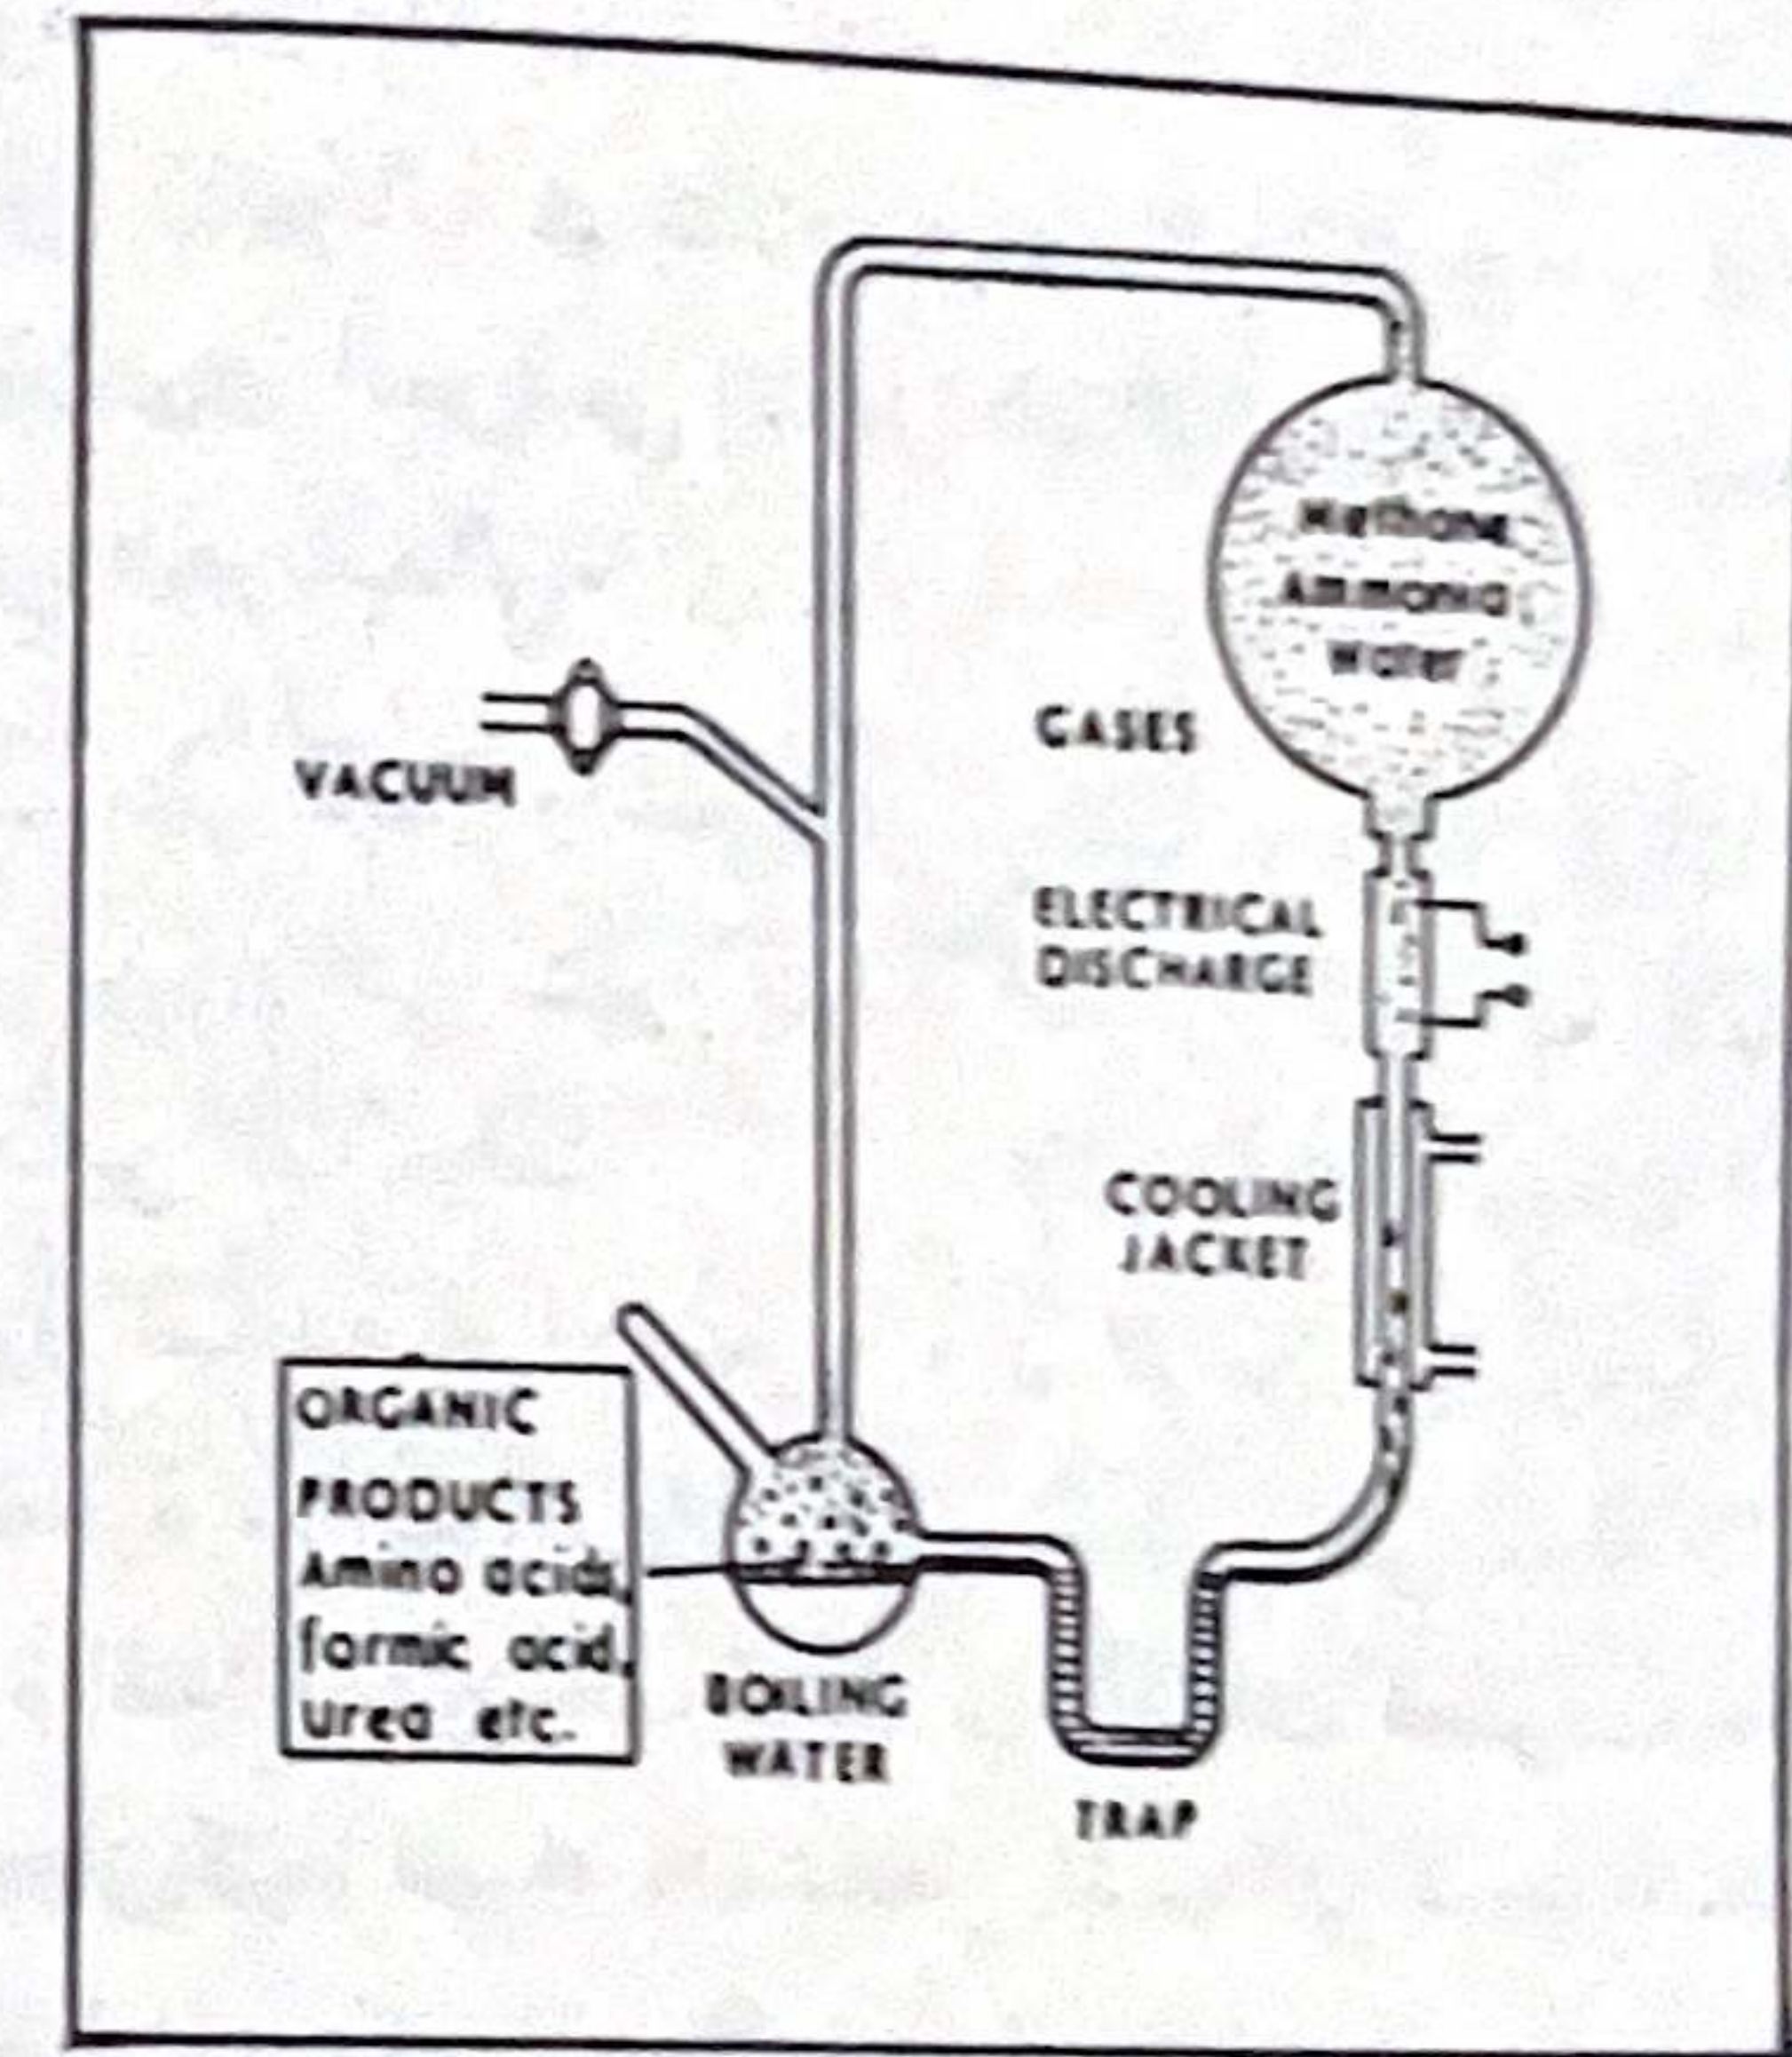 Methane
Ammonia
Water
GASES
VACUUM
ELECTRICAL
DISCHARGE
COOLING
JACKET
ORGANIC
PRODUCTS
Amino acids,
formic acid,
Urea etc.
BOILING
WATER
TRAP